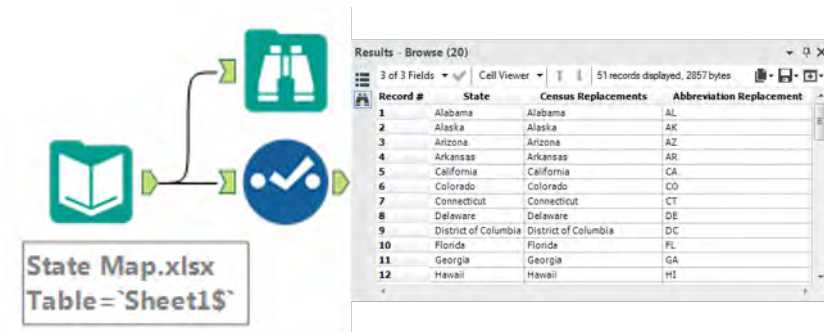 Results - Browse (20)
3 of 3 Fields Cell Viewer 51 records displayed, 2857 bytes
Record # State Census Replacements Abbreviation Replacement
1 Alabama Alabama AL
2 Alaska Alaska AK
3 Arizona Arizona AZ
4 Arkansas Arkansas AR
5 California California CA
6 Colorado Colorado CO
7 Connecticut Connecticut CT
8 Delaware Delaware DE
9 District of Columbia District of Columbia DC
10 Florida Florida FL
11 Georgia Georgia GA
12 Hawaii Hawaii HI
State Map.xlsx
Table=`Sheet1$`